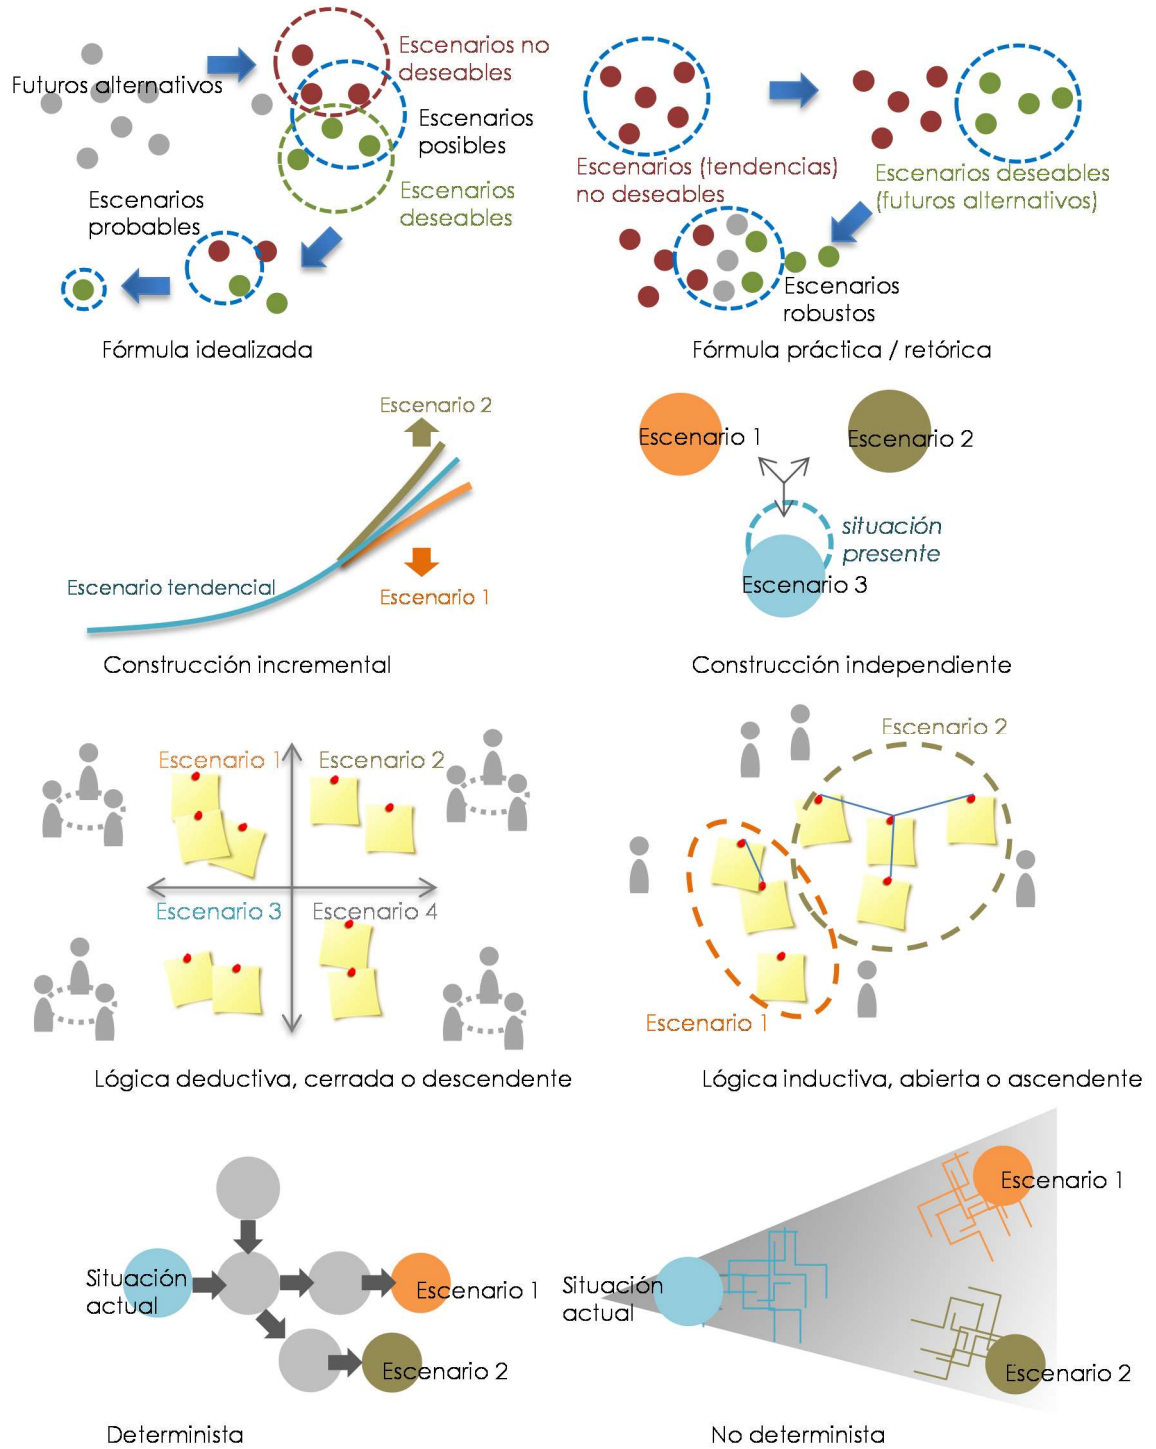 Futuros alternativos
Escenarios no
deseables
Escenarios
posibles
Escenarios
deseables
Escenarios
probables
Fórmula idealizada
Escenarios (tendencias)
no deseables
Escenarios deseables
(futuros alternativos)
Escenarios
robustos
Fórmula práctica / retórica
Escenario 2
Escenario tendencial
Escenario 1
Construcción incremental
Escenario 1
Escenario 2
situación
presente
Escenario 3
Construcción independiente
Escenario 1
Escenario 2
Escenario 3
Escenario 4
Lógica deductiva, cerrada o descendente
Escenario 2
Escenario 1
Lógica inductiva, abierta o ascendente
Situación
actual
Escenario 1
Escenario 2
Determinista
Situación
actual
Escenario 1
Escenario 2
No determinista